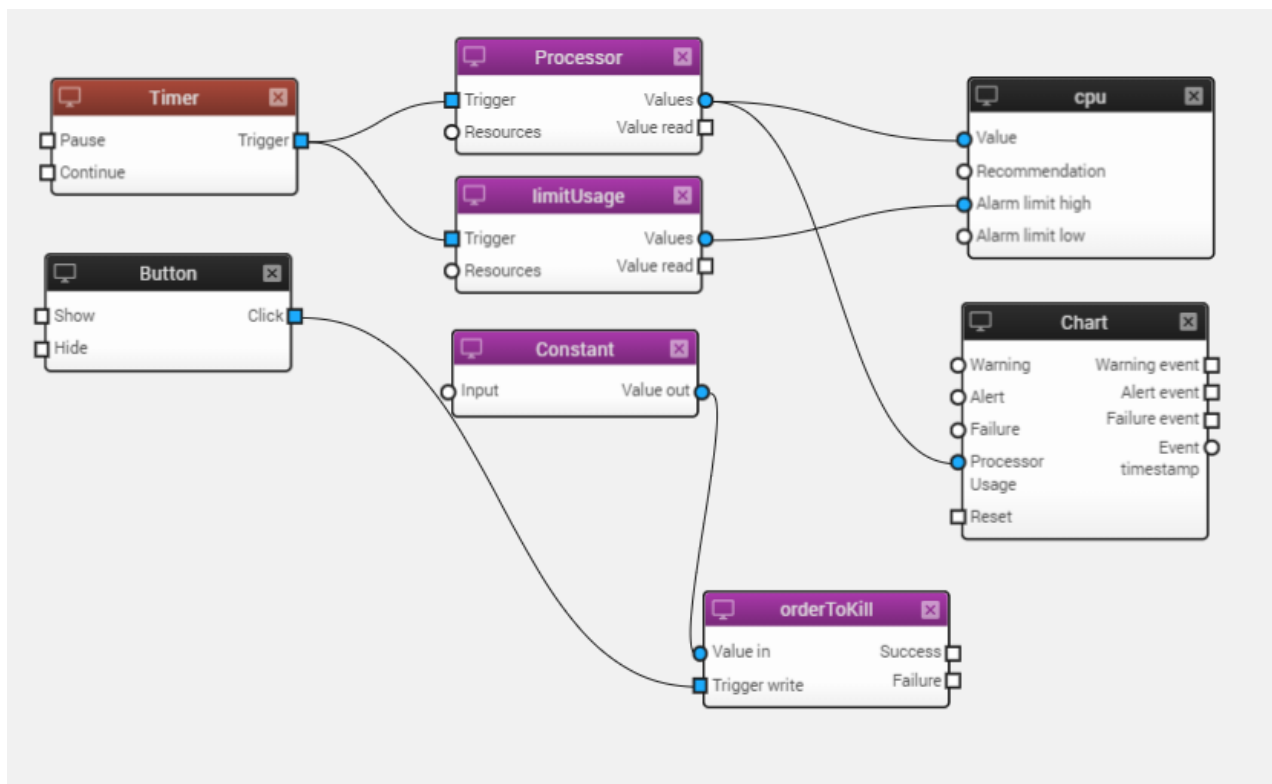 Timer
Pause
Trigger
Continue
Processor
Trigger
Values
Resources
Value read
cpu
Value
Recommendation
Alarm limit high
Alarm limit low
limitUsage
Trigger
Values
Resources
Value read
Button
Show
Click
Hide
Constant
Input
Value out
Chart
Warning
Warning event
Alert
Alert event
Failure
Failure event
Processor
Usage
Event
timestamp
Reset
orderToKill
Value in
Success
Trigger write
Failure